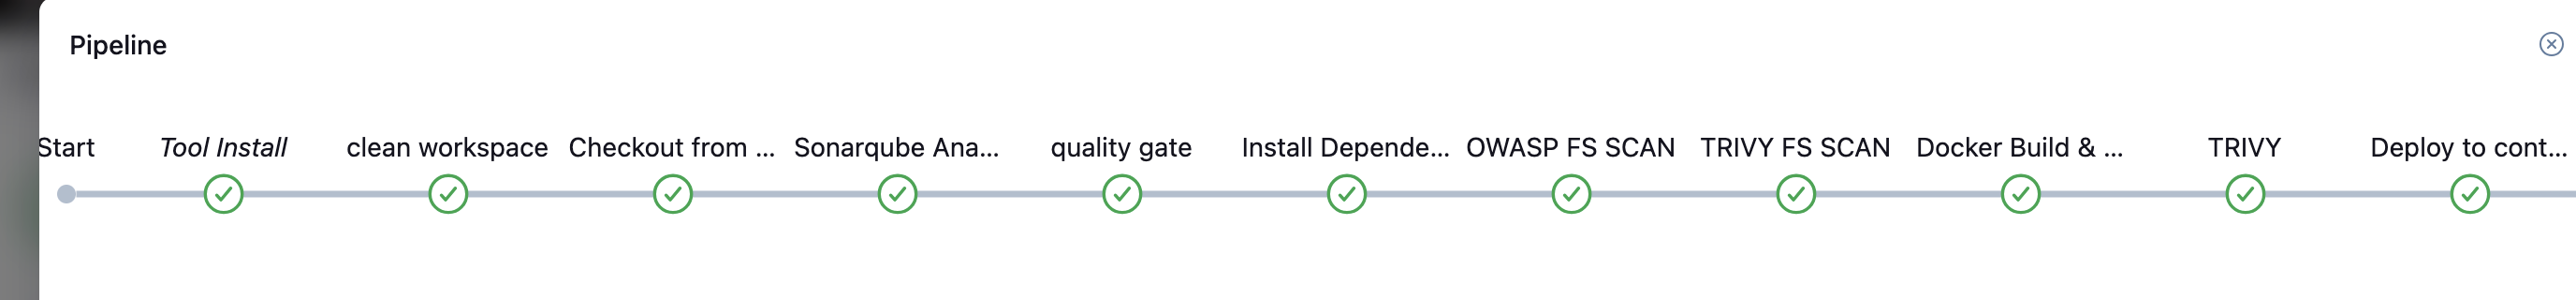 Pipeline
Start Tool Install clean workspace Checkout from ... Sonarqube Ana... quality gate Install Depende... OWASP FS SCAN TRIVY FS SCAN Docker Build & ... TRIVY Deploy to cont...